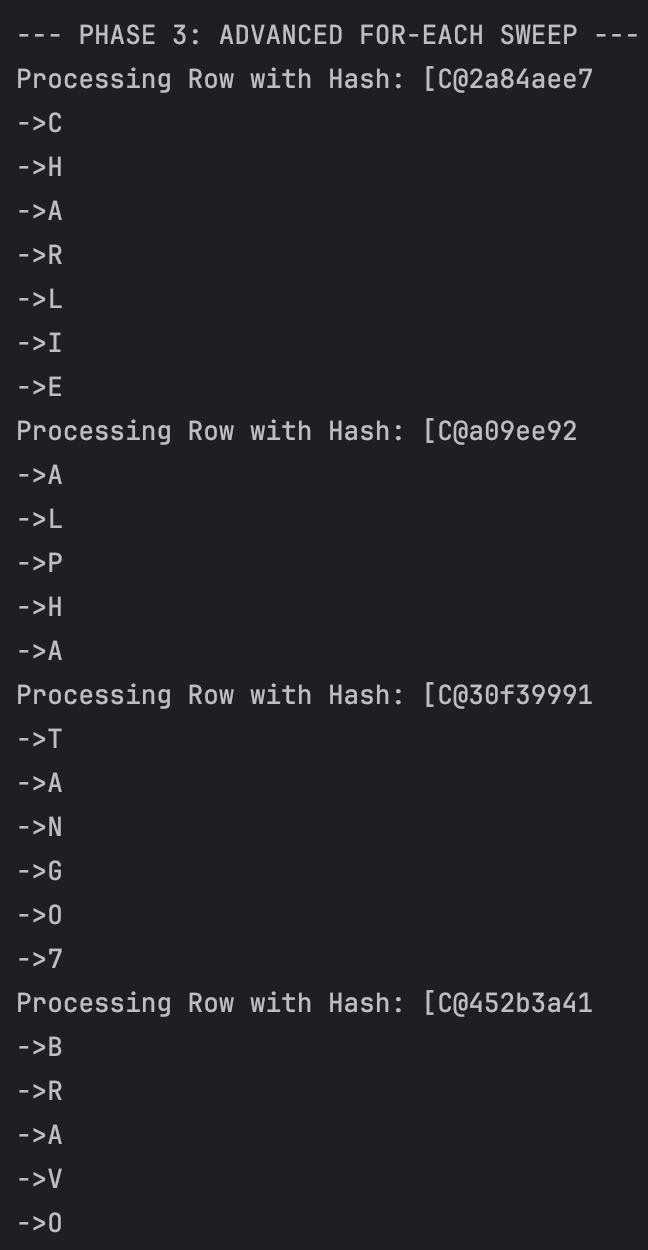 --- PHASE 3: ADVANCED FOR-EACH SWEEP ---
Processing Row with Hash: [C@2a84aee7
->C
->H
->A
->R
->L
->I
->E
Processing Row with Hash: [C@a09ee92
->A
->L
->P
->H
->A
Processing Row with Hash: [C@30f39991
->T
->A
->N
->G
->O
->7
Processing Row with Hash: [C@452b3a41
->B
->R
->A
->V
->O